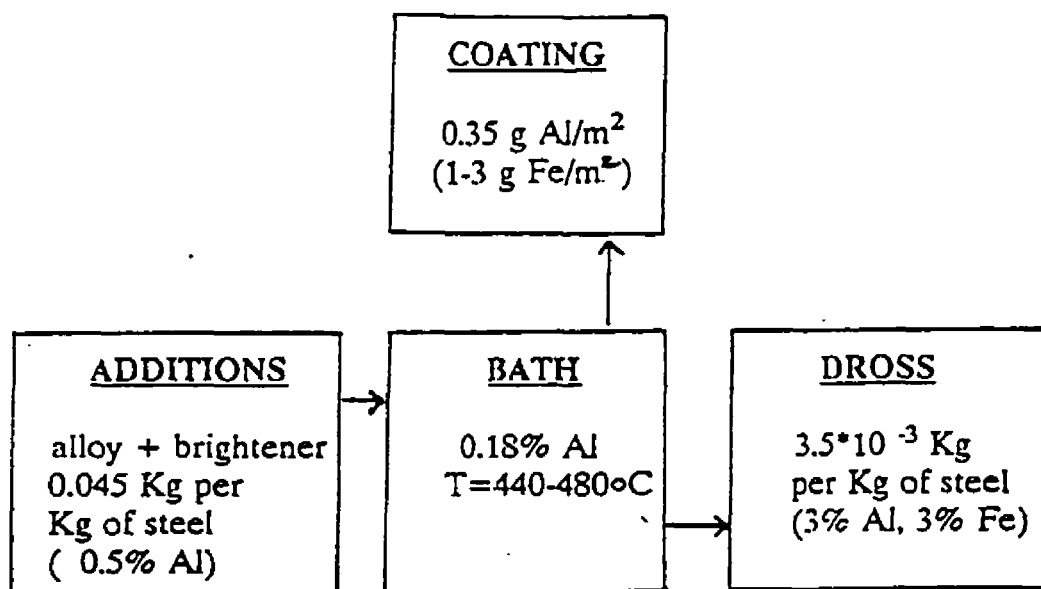 COATING
0.35 g Al/m²
(1-3 g Fe/m²)
ADDITIONS
alloy + brightener
0.045 Kg per
Kg of steel
( 0.5% Al)
BATH
0.18% Al
T=440-480°C
DROSS
3.5*10 ⁻³ Kg
per Kg of steel
(3% Al, 3% Fe)